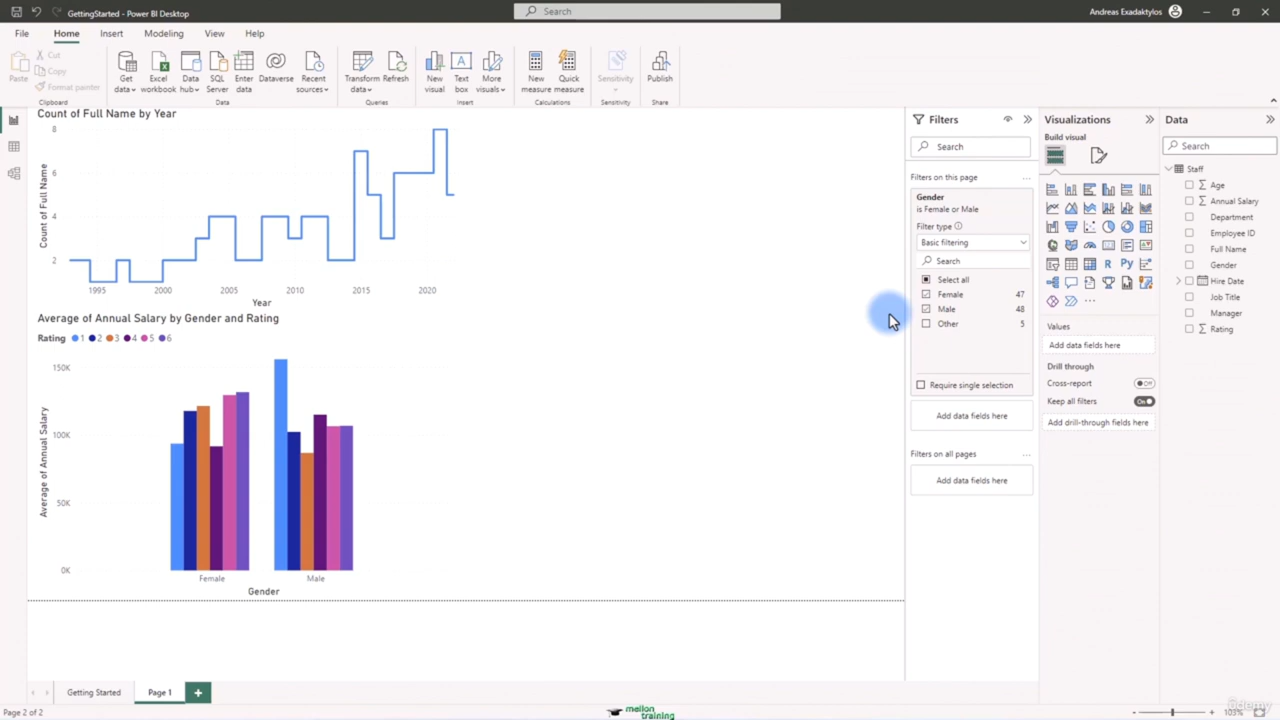 GettingStarted - Power BI Desktop
Search
Andreas Exadaktylos
File Home Insert Modeling View Help
Paste
Cut
Copy
Format painter
Clipboard
Get data
Excel workbook
Data hub
SQL Server
Enter data
Dataverse
Recent sources
Data
Transform data
Refresh
Queries
New visual
Text box
More visuals
Insert
New measure
Quick measure
Calculations
Sensitivity
Sensitivity
Publish
Share
Count of Full Name by Year
Count of Full Name
8
6
4
2
1995 2000 2005 2010 2015 2020
Year
Average of Annual Salary by Gender and Rating
Rating 1 2 3 4 5 6
Average of Annual Salary
150K
100K
50K
0K
Female Male
Gender
Filters
Search
Filters on this page
Gender
is Female or Male
Filter type
Basic filtering
Search
Select all
Female 47
Male 48
Other 5
Require single selection
Add data fields here
Filters on all pages
Add data fields here
Visualizations
Build visual
R Py
Values
Add data fields here
Drill through
Cross-report Off
Keep all filters On
Add drill-through fields here
Data
Search
Staff
Age
Annual Salary
Department
Employee ID
Full Name
Gender
Hire Date
Job Title
Manager
Rating
Getting Started Page 1
Page 2 of 2
mellon training
103%
ûdemy